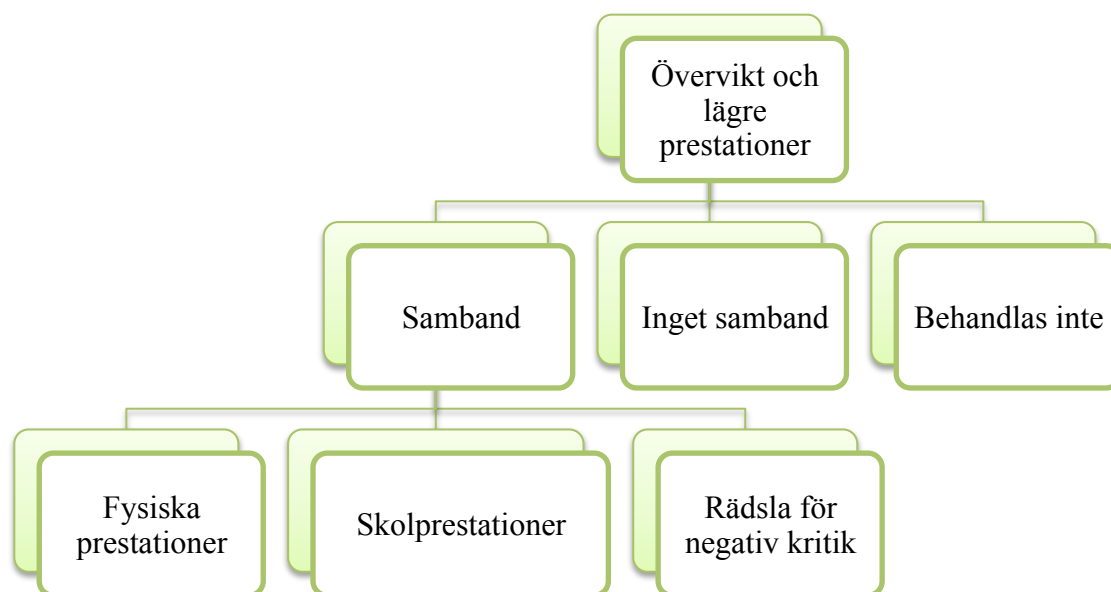 Övervikt och
lägre
prestationer
Samband
Inget samband
Behandlas inte
Fysiska
prestationer
Skolprestationer
Rädsla för
negativ kritik